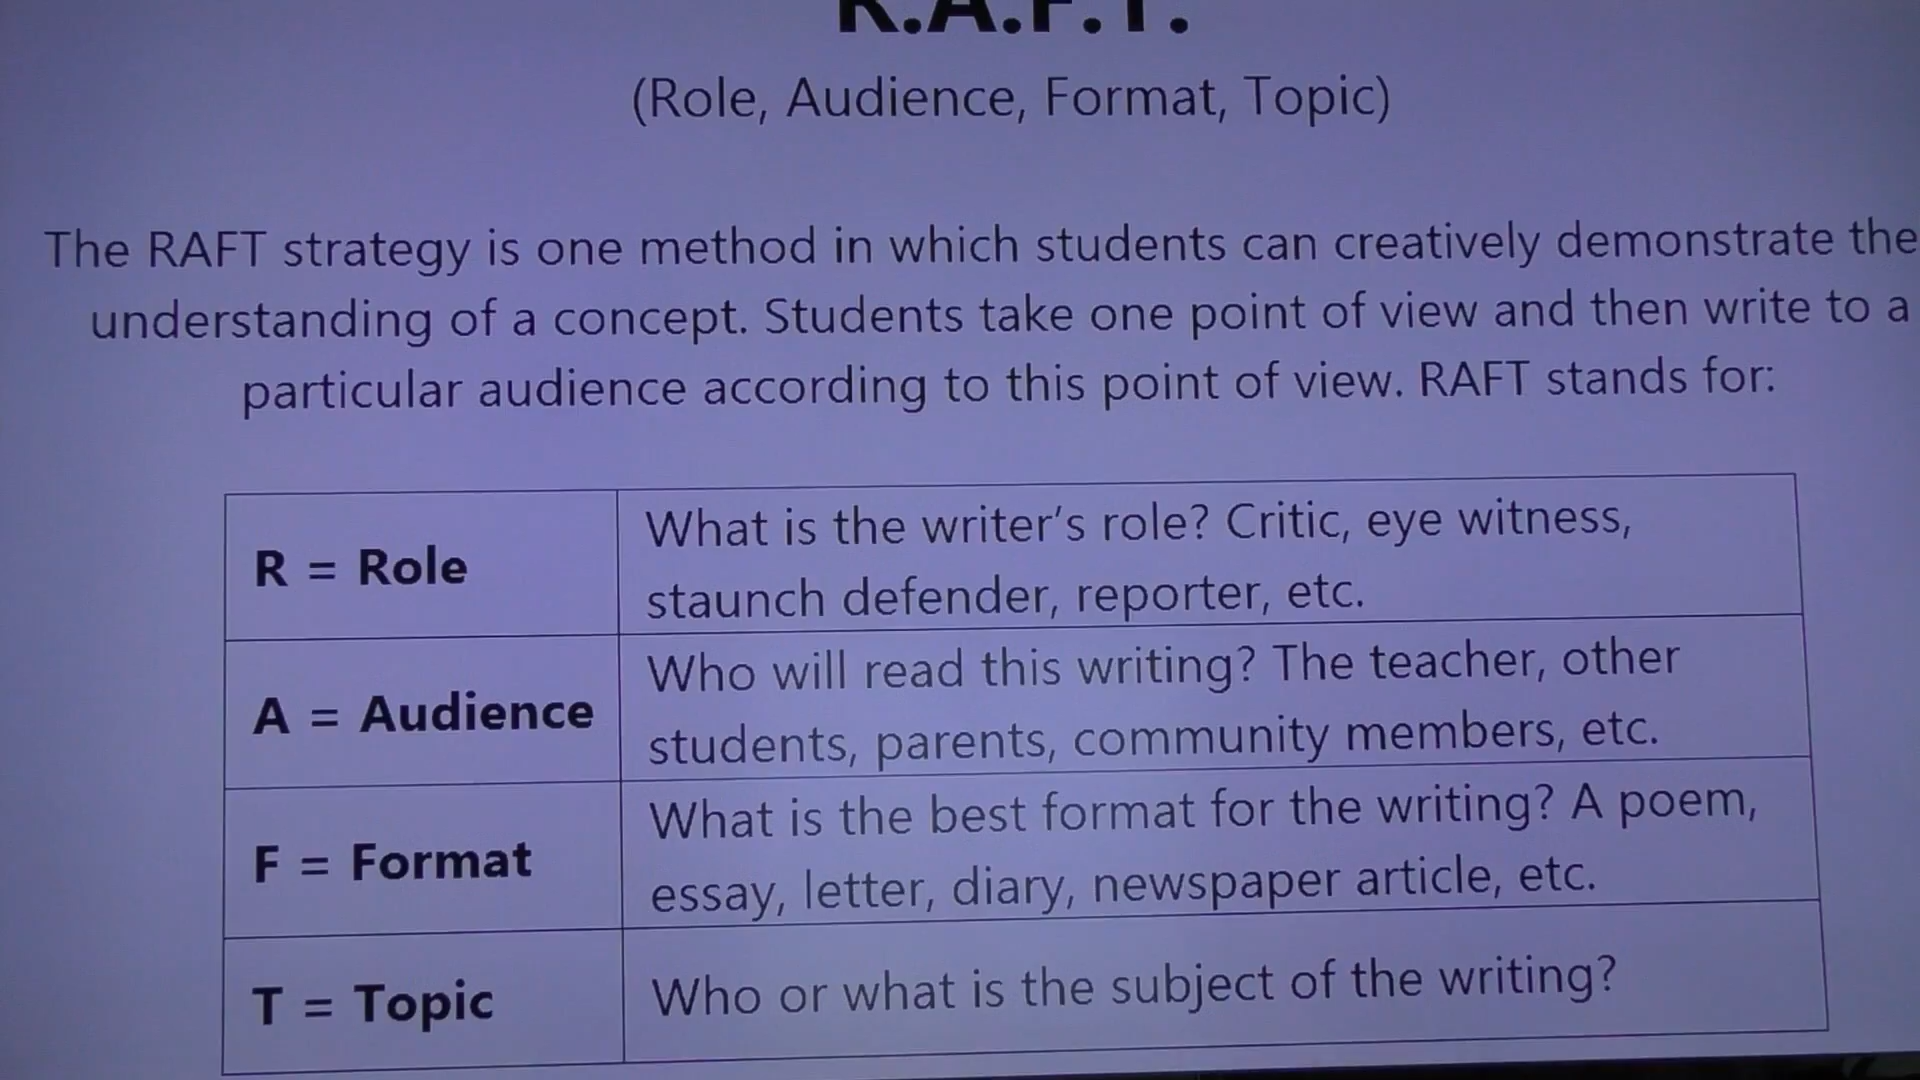 R.A.F.T.
(Role, Audience, Format, Topic)
The RAFT strategy is one method in which students can creatively demonstrate the
understanding of a concept. Students take one point of view and then write to a
particular audience according to this point of view. RAFT stands for:
R = Role
What is the writer's role? Critic, eye witness,
staunch defender, reporter, etc.
A = Audience
Who will read this writing? The teacher, other
students, parents, community members, etc.
F = Format
What is the best format for the writing? A poem,
essay, letter, diary, newspaper article, etc.
T = Topic
Who or what is the subject of the writing?